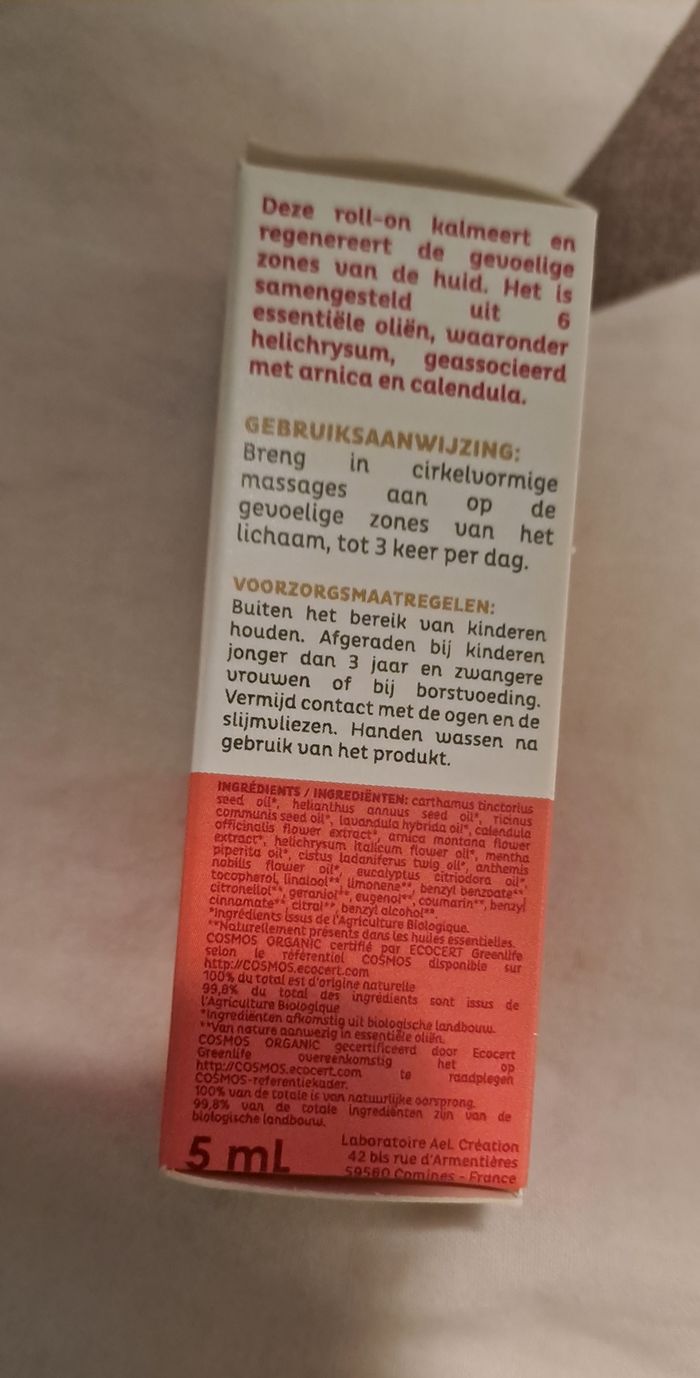 Deze roll-on kalmeert en
regenereert de gevoelige
zones van de huid. Het is
samengesteld uit 6
essentiële oliën, waaronder
helichrysum, geassocieerd
met arnica en calendula.
GEBRUIKSAANWIJZING:
Breng in cirkelvormige
massages aan op de
gevoelige zones van het
lichaam, tot 3 keer per dag.
VOORZORGSMAATREGELEN:
Buiten het bereik van kinderen
houden. Afgeraden bij kinderen
jonger dan 3 jaar en zwangere
vrouwen of bij borstvoeding.
Vermijd contact met de ogen en de
slijmvliezen. Handen wassen na
gebruik van het produkt.
INGRÉDIENTS / INGREDIËNTEN: carthamus tinctorius
seed oil*, helianthus annuus seed oil*, ricinus
communis seed oil*, lavandula hybrida oil*, calendula
officinalis flower extract*, arnica montana flower
extract*, helichrysum italicum flower oil*, mentha
piperita oil*, cistus ladaniferus twig oil*, anthemis
nobilis flower oil*, eucalyptus citriodora oil*,
tocopherol, linalool**, limonene**, benzyl benzoate**,
citronellol**, geraniol**, eugenol**, coumarin**, benzyl
cinnamate**, citral**, benzyl alcohol**.
*Ingrédients issus de l'Agriculture Biologique.
**Naturellement présents dans les huiles essentielles.
COSMOS ORGANIC certifié par ECOCERT Greenlife
selon le référentiel COSMOS disponible sur
http://COSMOS.ecocert.com
100% du total est d'origine naturelle
99,8% du total des ingrédients sont issus de
l'Agriculture Biologique
*Ingrediënten afkomstig uit biologische landbouw.
**Van nature aanwezig in essentiële oliën.
COSMOS ORGANIC gecertificeerd door Ecocert
Greenlife overeenkomstig het op
http://COSMOS.ecocert.com te raadplegen
COSMOS-referentiekader.
100% van de totale is van natuurlijke oorsprong.
99,8% van de totale ingrediënten zijn van de
biologische landbouw.
5 mL
Laboratoire AeL Création
42 bis rue d'Armentières
59560 Comines - France